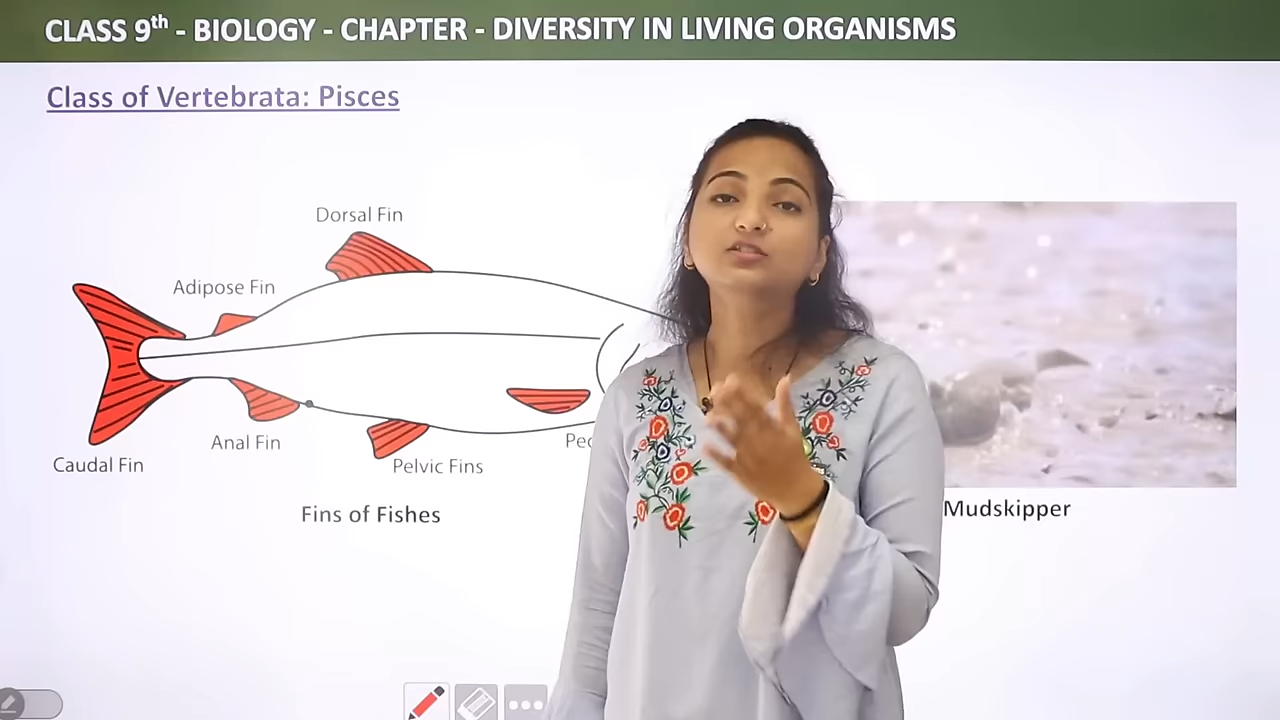 CLASS 9th - BIOLOGY - CHAPTER - DIVERSITY IN LIVING ORGANISMS
Class of Vertebrata: Pisces
Dorsal Fin
Adipose Fin
Anal Fin
Caudal Fin
Pelvic Fins
Fins of Fishes
Mudskipper